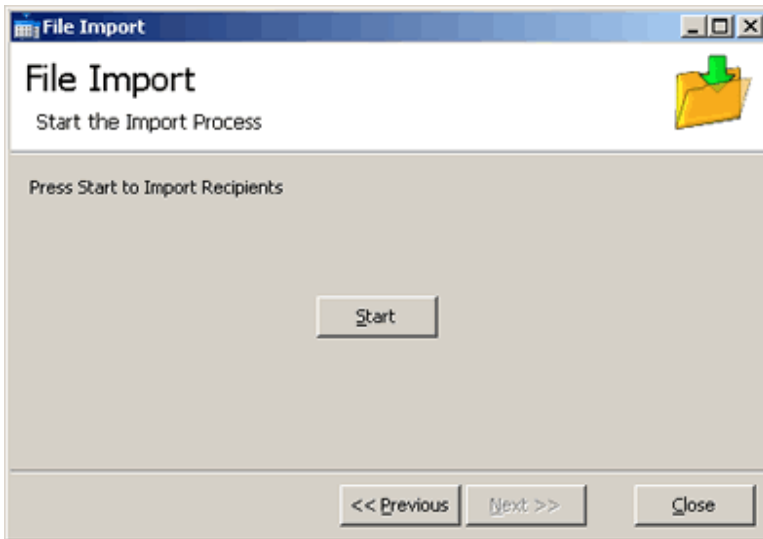 File Import
File Import
Start the Import Process
Press Start to Import Recipients
Start
<< Previous Next >> Close